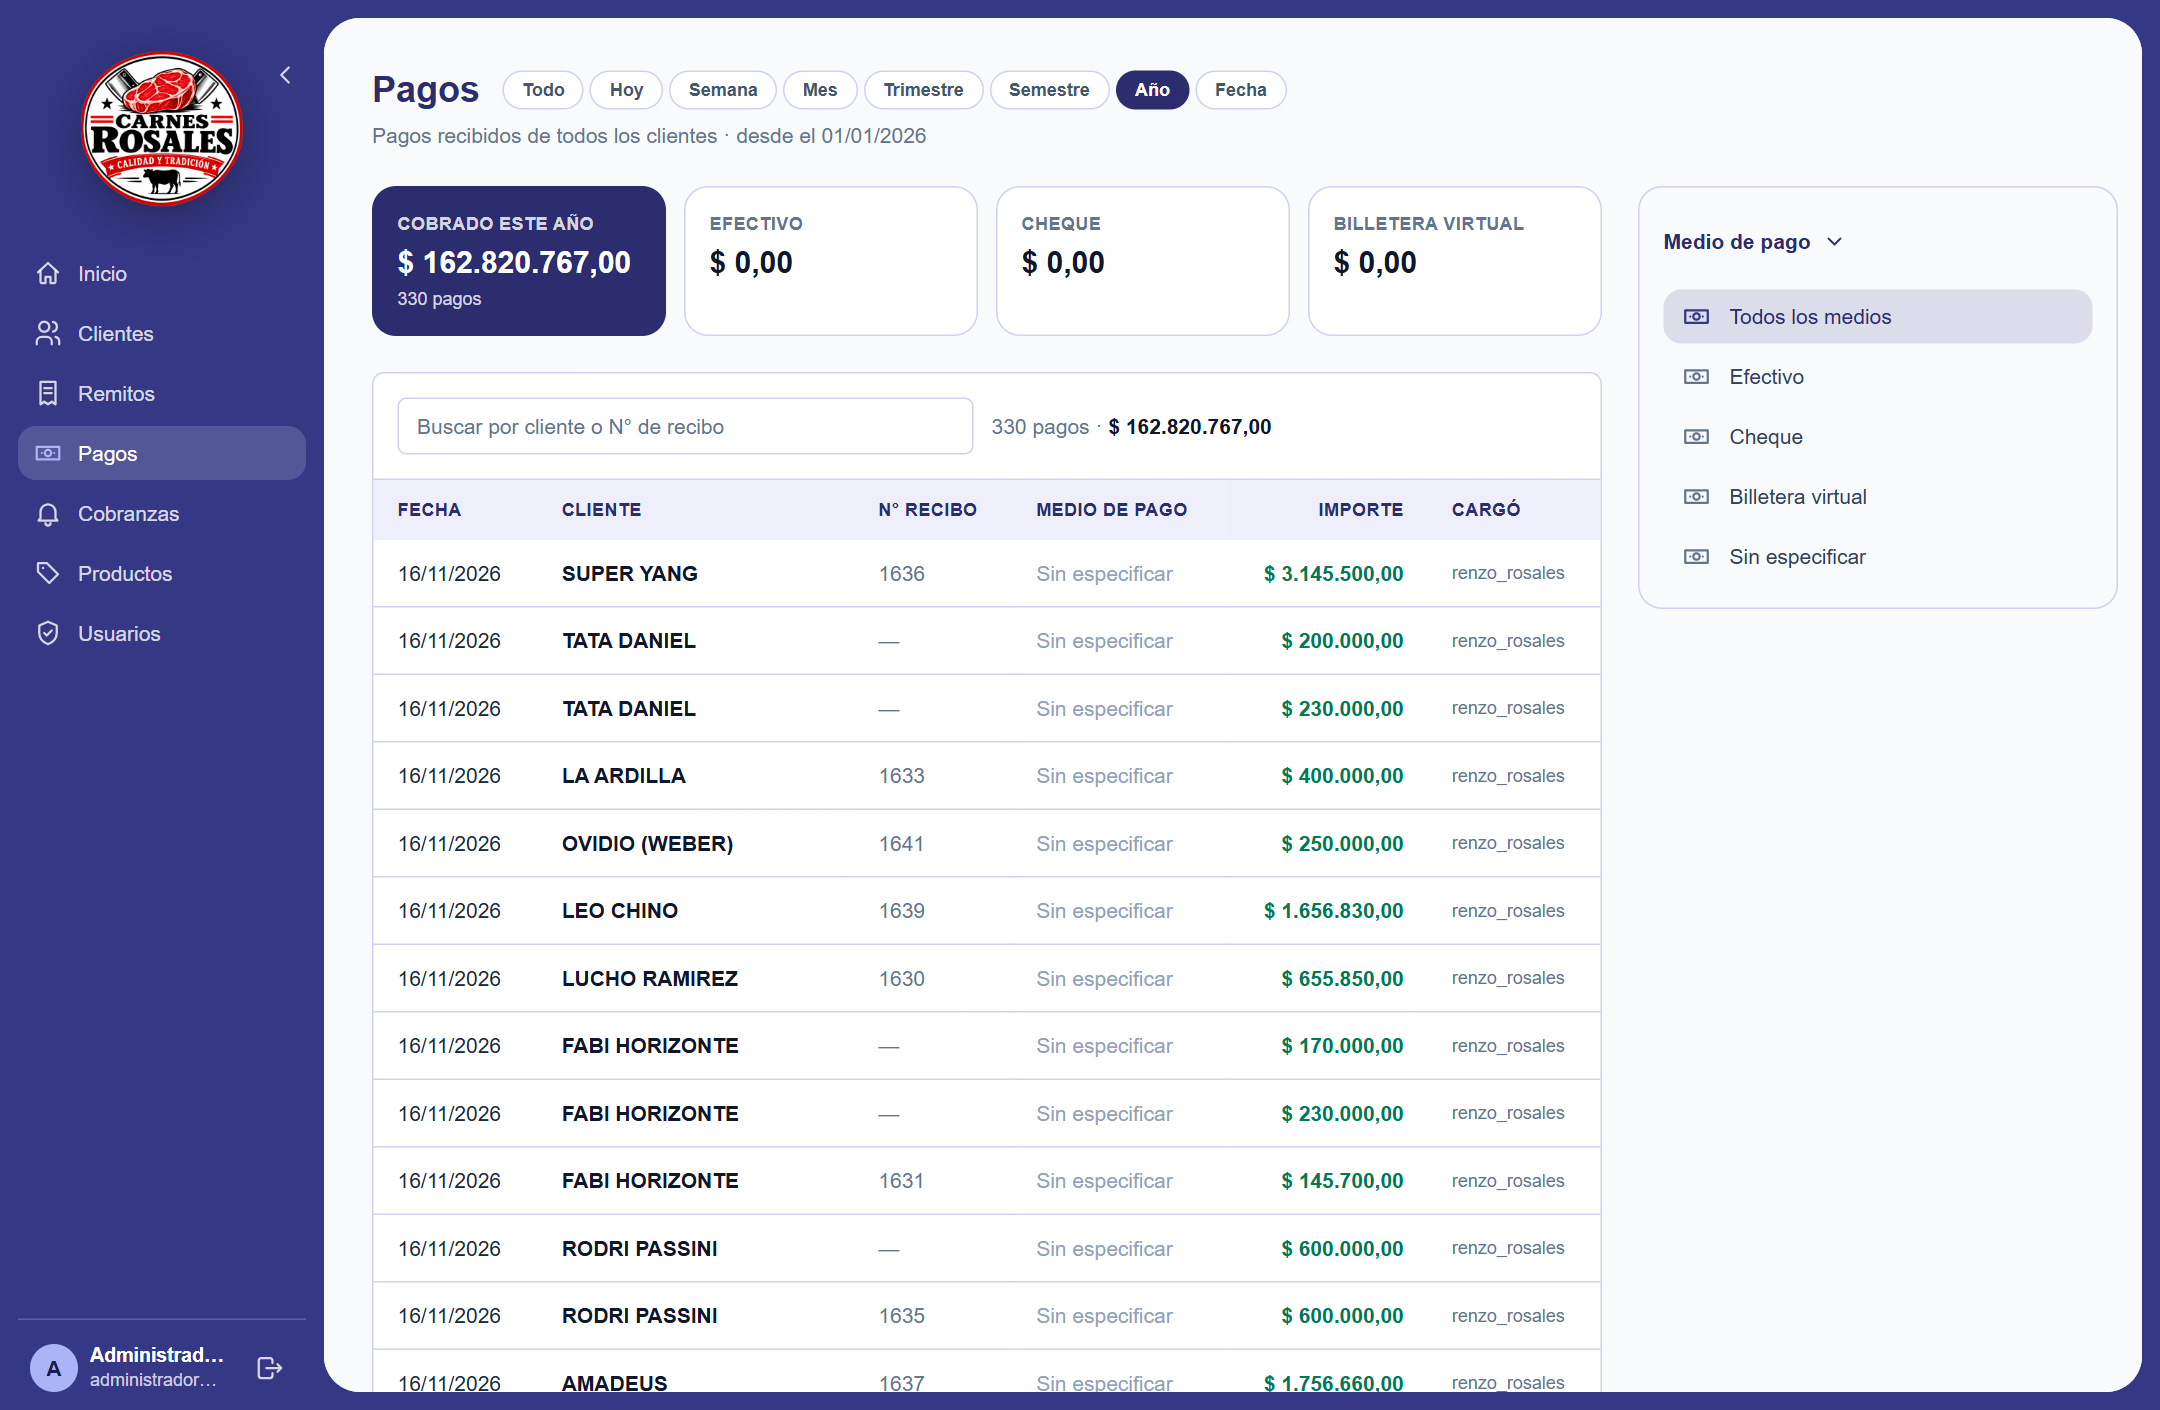 CARNES
ROSALES
CALIDAD Y TRADICIÓN
Inicio
Clientes
Remitos
Pagos
Cobranzas
Productos
Usuarios
A
Administrad...
administrador...
Pagos
Todo
Hoy
Semana
Mes
Trimestre
Semestre
Año
Fecha
Pagos recibidos de todos los clientes · desde el 01/01/2026
COBRADO ESTE AÑO
$ 162.820.767,00
330 pagos
EFECTIVO
$ 0,00
CHEQUE
$ 0,00
BILLETERA VIRTUAL
$ 0,00
Buscar por cliente o N° de recibo
330 pagos · $ 162.820.767,00
FECHA CLIENTE N° RECIBO MEDIO DE PAGO IMPORTE CARGÓ
16/11/2026 SUPER YANG 1636 Sin especificar $ 3.145.500,00 renzo_rosales
16/11/2026 TATA DANIEL — Sin especificar $ 200.000,00 renzo_rosales
16/11/2026 TATA DANIEL — Sin especificar $ 230.000,00 renzo_rosales
16/11/2026 LA ARDILLA 1633 Sin especificar $ 400.000,00 renzo_rosales
16/11/2026 OVIDIO (WEBER) 1641 Sin especificar $ 250.000,00 renzo_rosales
16/11/2026 LEO CHINO 1639 Sin especificar $ 1.656.830,00 renzo_rosales
16/11/2026 LUCHO RAMIREZ 1630 Sin especificar $ 655.850,00 renzo_rosales
16/11/2026 FABI HORIZONTE — Sin especificar $ 170.000,00 renzo_rosales
16/11/2026 FABI HORIZONTE — Sin especificar $ 230.000,00 renzo_rosales
16/11/2026 FABI HORIZONTE 1631 Sin especificar $ 145.700,00 renzo_rosales
16/11/2026 RODRI PASSINI — Sin especificar $ 600.000,00 renzo_rosales
16/11/2026 RODRI PASSINI 1635 Sin especificar $ 600.000,00 renzo_rosales
16/11/2026 AMADEUS 1637 Sin especificar $ 1.756.660,00 renzo_rosales
Medio de pago
Todos los medios
Efectivo
Cheque
Billetera virtual
Sin especificar